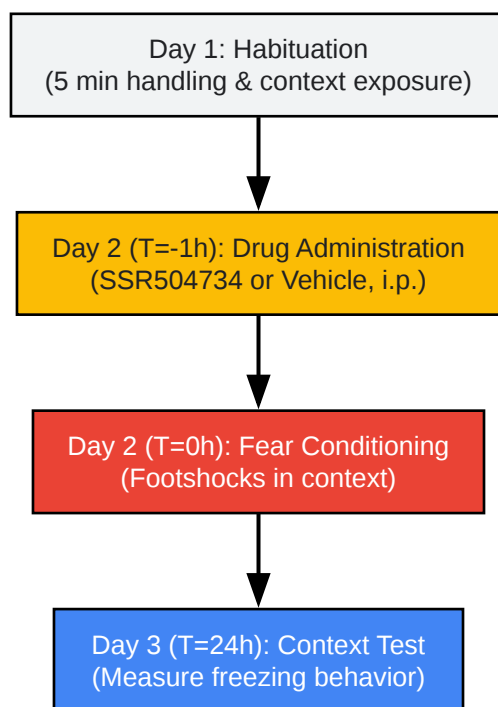 Day 1: Habituation
(5 min handling & context exposure)
Day 2 (T=-1h): Drug Administration
(SSR504734 or Vehicle, i.p.)
Day 2 (T=0h): Fear Conditioning
(Footshocks in context)
Day 3 (T=24h): Context Test
(Measure freezing behavior)